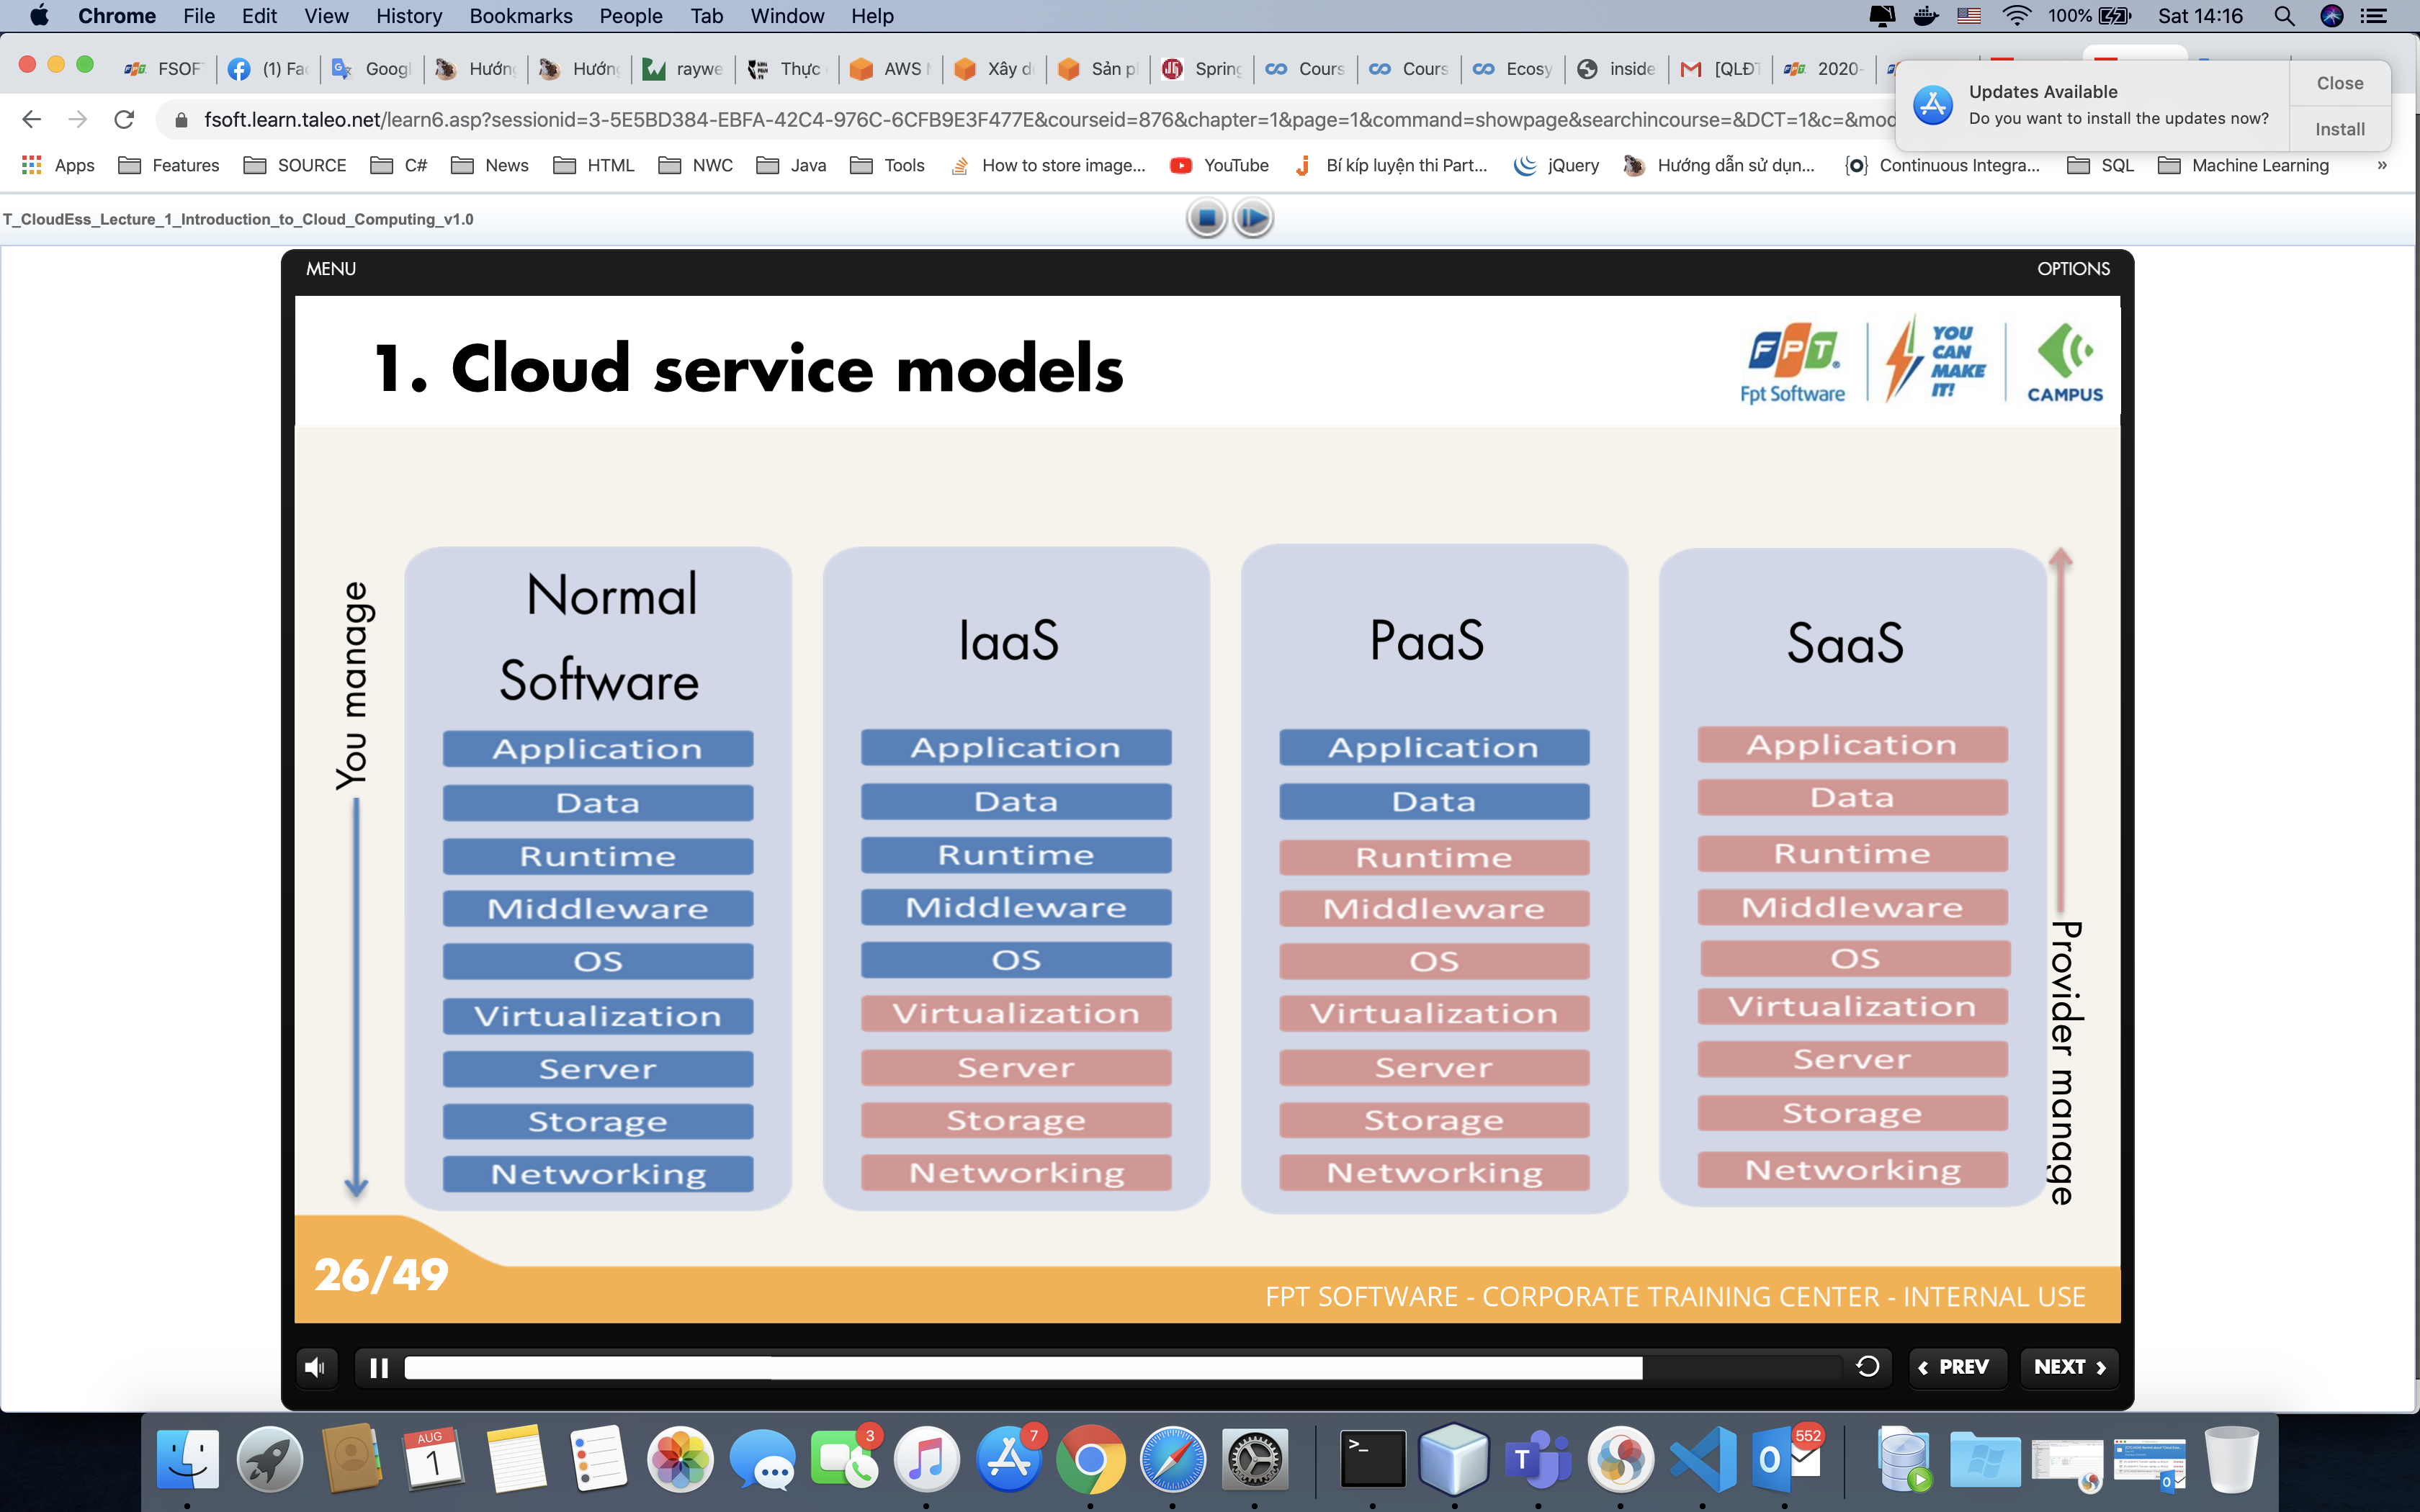 Chrome File Edit View History Bookmarks People Tab Window Help 100% Sat 14:16
FSOF (1) Fac Googl Hướng Hướng raywe Thực AWS Xây d Sản p Spring Cours Cours Ecosy inside [QLĐT 2020-
Updates Available
Do you want to install the updates now?
Close
Install
fsoft.learn.taleo.net/learn6.asp?sessionid=3-5E5BD384-EBFA-42C4-976C-6CFB9E3F477E&courseid=876&chapter=1&page=1&command=showpage&searchincourse=&DCT=1&c=&mod
Apps Features SOURCE C# News HTML NWC Java Tools How to store image... YouTube Bí kíp luyện thi Part... jQuery Hướng dẫn sử dụn... Continuous Integra... SQL Machine Learning »
T_CloudEss_Lecture_1_Introduction_to_Cloud_Computing_v1.0
MENU
OPTIONS
1. Cloud service models
FPT
Fpt Software
YOU
CAN
MAKE
IT!
CAMPUS
You manage
Normal
Software
Application
Data
Runtime
Middleware
OS
Virtualization
Server
Storage
Networking
IaaS
Application
Data
Runtime
Middleware
OS
Virtualization
Server
Storage
Networking
PaaS
Application
Data
Runtime
Middleware
OS
Virtualization
Server
Storage
Networking
SaaS
Application
Data
Runtime
Middleware
OS
Virtualization
Server
Storage
Networking
Provider manage
26/49
FPT SOFTWARE - CORPORATE TRAINING CENTER - INTERNAL USE
PREV
NEXT
AUG
1
3
7
552